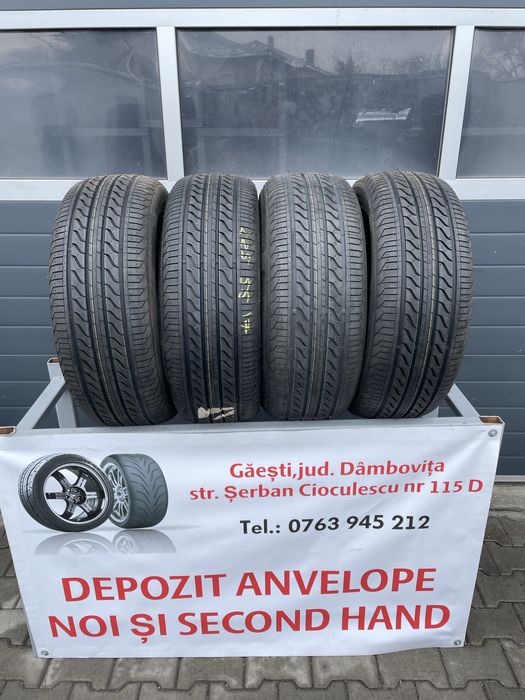 Găești,jud. Dâmbovița
str. Șerban Cioculescu nr 115 D
Tel.: 0763 945 212
DEPOZIT ANVELOPE
NOI ȘI SECOND HAND